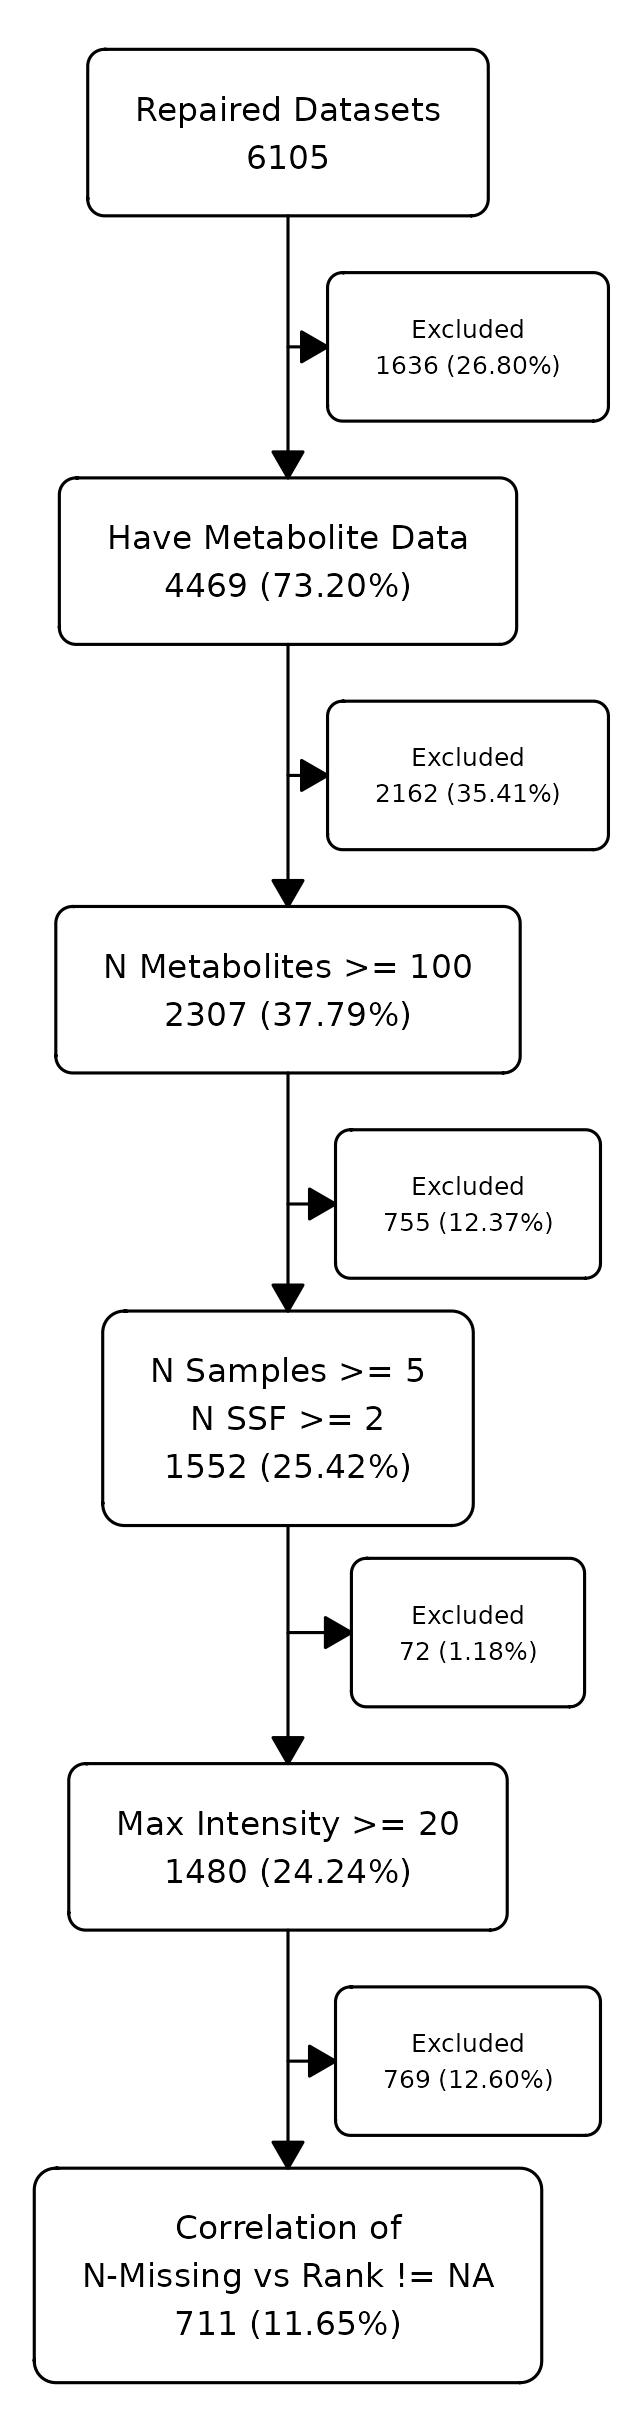 Repaired Datasets
6105
Excluded
1636 (26.80%)
Have Metabolite Data
4469 (73.20%)
Excluded
2162 (35.41%)
N Metabolites >= 100
2307 (37.79%)
Excluded
755 (12.37%)
N Samples >= 5
N SSF >= 2
1552 (25.42%)
Excluded
72 (1.18%)
Max Intensity >= 20
1480 (24.24%)
Excluded
769 (12.60%)
Correlation of
N-Missing vs Rank != NA
711 (11.65%)